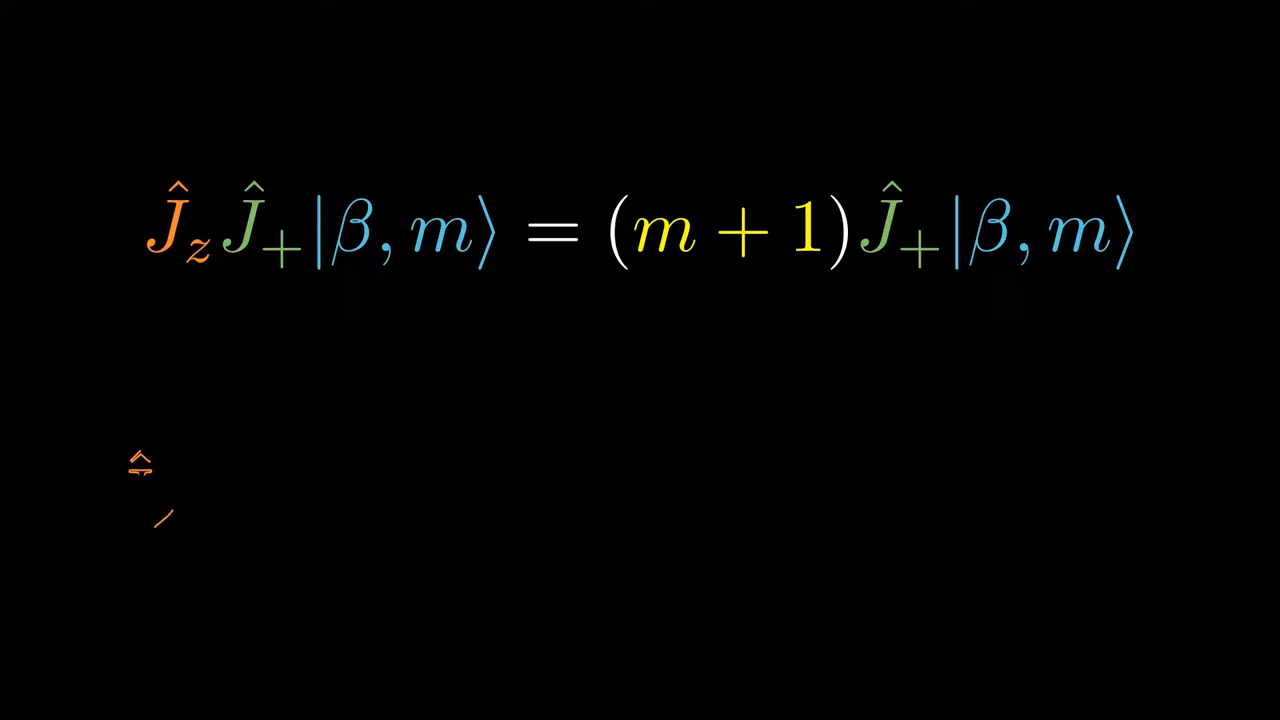 Ĵ_z Ĵ_+ |β, m⟩ = (m + 1) Ĵ_+ |β, m⟩